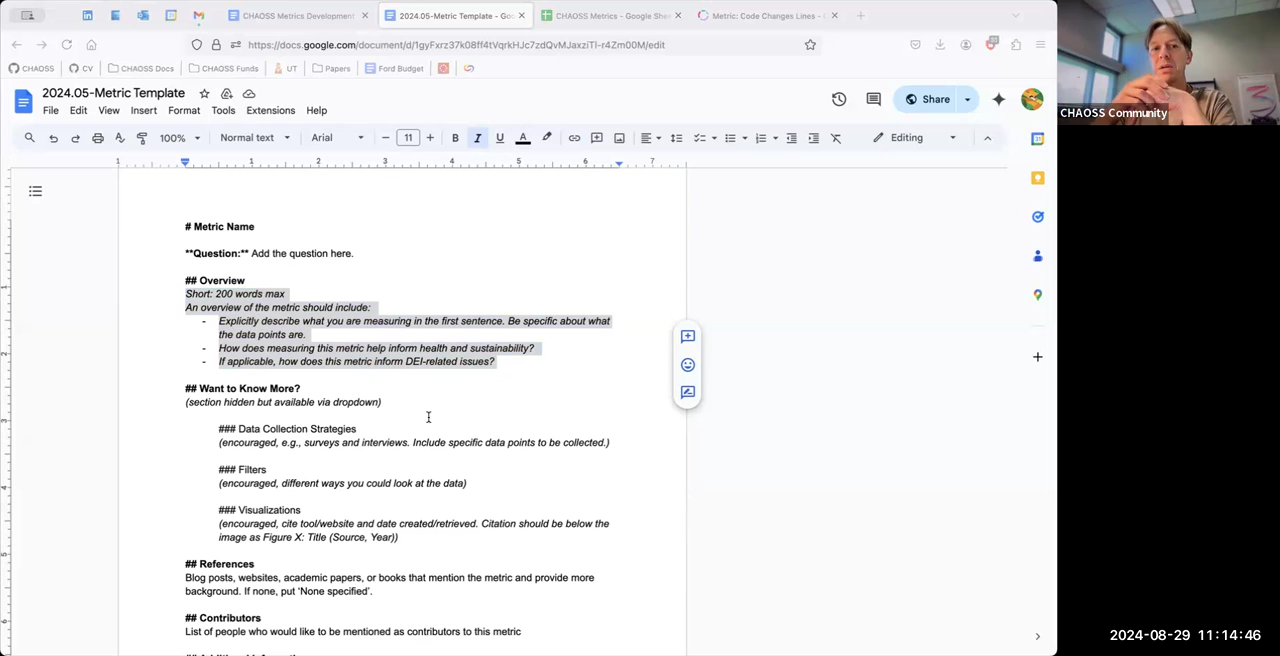 CHAOSS Metrics Development
2024.05-Metric Template - Goo
CHAOSS Metrics - Google She
Metric: Code Changes Lines -
https://docs.google.com/document/d/1gyFxrz37k08ff4tVqrkHJc7zdQvMJaxziTl-r4Zm00M/edit
CHAOSS
CV
CHAOSS Docs
CHAOSS Funds
UT
Papers
Ford Budget
2024.05-Metric Template
File Edit View Insert Format Tools Extensions Help
Share
100%
Normal text
Arial
11
B I U A
Editing
1 1 2 3 4 5 6 7
# Metric Name
**Question:** Add the question here.
## Overview
Short: 200 words max
An overview of the metric should include:
- Explicitly describe what you are measuring in the first sentence. Be specific about what
the data points are.
- How does measuring this metric help inform health and sustainability?
- If applicable, how does this metric inform DEI-related issues?
## Want to Know More?
(section hidden but available via dropdown)
### Data Collection Strategies
(encouraged, e.g., surveys and interviews. Include specific data points to be collected.)
### Filters
(encouraged, different ways you could look at the data)
### Visualizations
(encouraged, cite tool/website and date created/retrieved. Citation should be below the
image as Figure X: Title (Source, Year))
## References
Blog posts, websites, academic papers, or books that mention the metric and provide more
background. If none, put 'None specified'.
## Contributors
List of people who would like to be mentioned as contributors to this metric
CHAOSS Community
2024-08-29 11:14:46